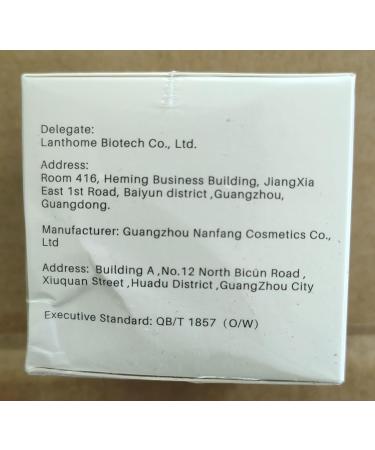 Delegate:
Lanthome Biotech Co., Ltd.
Address:
Room 416, Heming Business Building, JiangXia
East 1st Road, Baiyun district ,Guangzhou,
Guangdong.
Manufacturer: Guangzhou Nanfang Cosmetics Co.,
Ltd
Address: Building A ,No.12 North Bicún Road ,
Xiuquan Street ,Huadu District ,GuangZhou City
Executive Standard: QB/T 1857（O/W）